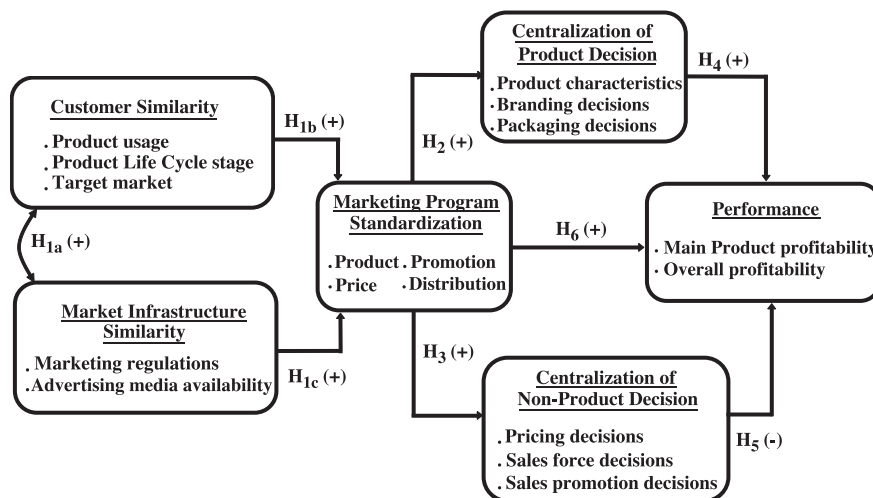 Customer Similarity
. Product usage
. Product Life Cycle stage
. Target market
H1a (+)
Market Infrastructure
Similarity
. Marketing regulations
. Advertising media availability
H1b (+)
H1c (+)
Marketing Program
Standardization
. Product . Promotion
. Price . Distribution
H2 (+)
H3 (+)
Centralization of
Product Decision
. Product characteristics
. Branding decisions
. Packaging decisions
H6 (+)
Centralization of
Non-Product Decision
. Pricing decisions
. Sales force decisions
. Sales promotion decisions
H4 (+)
H5 (-)
Performance
. Main Product profitability
. Overall profitability